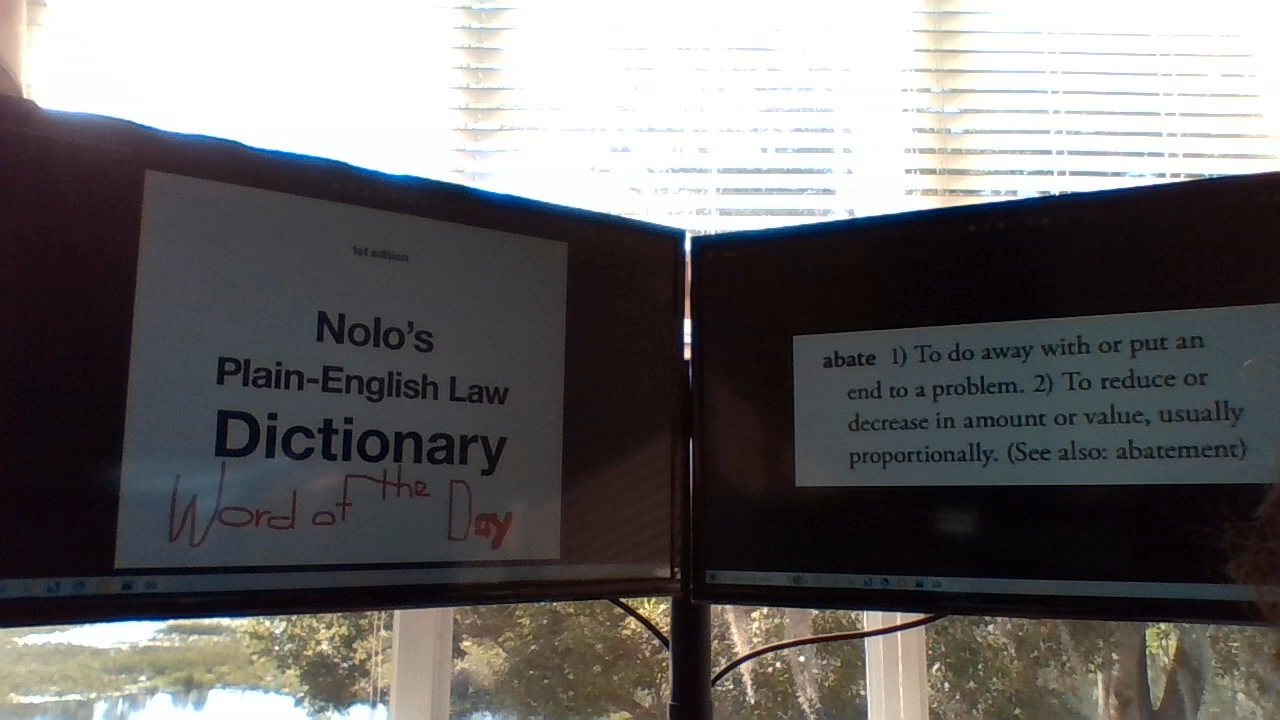 1st edition
Nolo's
Plain-English Law
Dictionary
Word of the Day
abate 1) To do away with or put an
end to a problem. 2) To reduce or
decrease in amount or value, usually
proportionally. (See also: abatement)